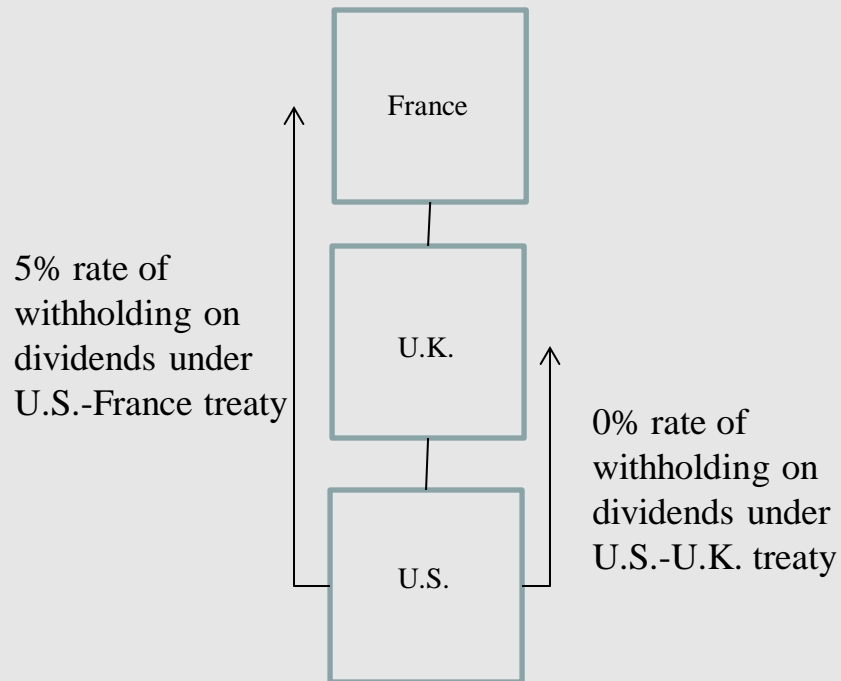 France
5% rate of
withholding on
dividends under
U.S.-France treaty
U.K.
0% rate of
withholding on
dividends under
U.S.-U.K. treaty
U.S.